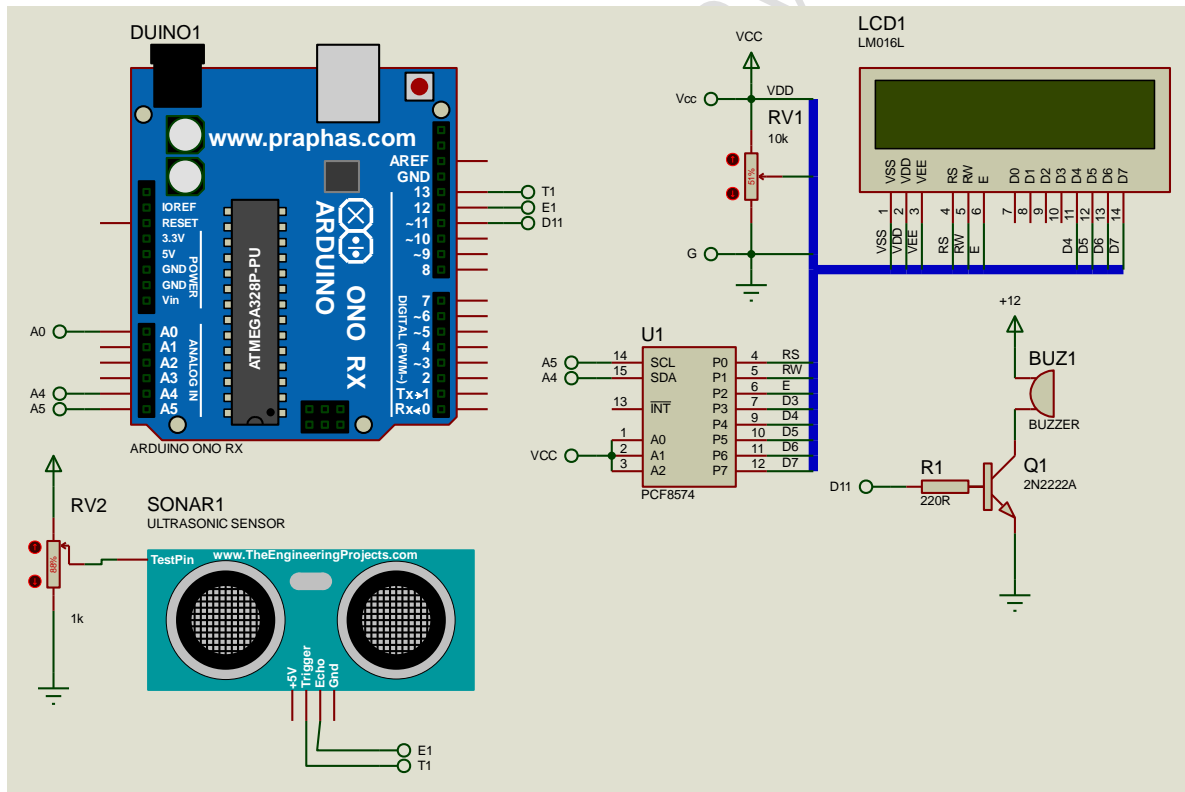 DUINO1
www.praphas.com
AREF
GND
13
12
~11
~10
~9
8
7
~6
~5
4
~3
2
Tx▸1
Rx◂0
IOREF
RESET
3.3V
5V
GND
GND
Vin
POWER
A0
A1
A2
A3
A4
A5
ANALOG IN
ATMEGA328P-PU
ARDUINO
ONO RX
DIGITAL (PWM~)
ARDUINO ONO RX
A0
A4
A5
T1
E1
D11
RV2
88%
1k
SONAR1
ULTRASONIC SENSOR
TestPin
www.TheEngineeringProjects.com
+5V
Trigger
Echo
Gnd
E1
T1
VCC
Vcc
VDD
RV1
10k
51%
G
LCD1
LM016L
VSS
VDD
VEE
RS
RW
E
D0
D1
D2
D3
D4
D5
D6
D7
1
2
3
4
5
6
7
8
9
10
11
12
13
14
VSS
VDD
VEE
RS
RW
E
D4
D5
D6
D7
U1
A5
14
SCL
P0
4
RS
A4
15
SDA
P1
5
RW
P2
6
E
13
INT
P3
7
D3
P4
9
D4
1
A0
P5
10
D5
VCC
2
A1
P6
11
D6
3
A2
P7
12
D7
PCF8574
+12
BUZ1
BUZZER
D11
R1
220R
Q1
2N2222A